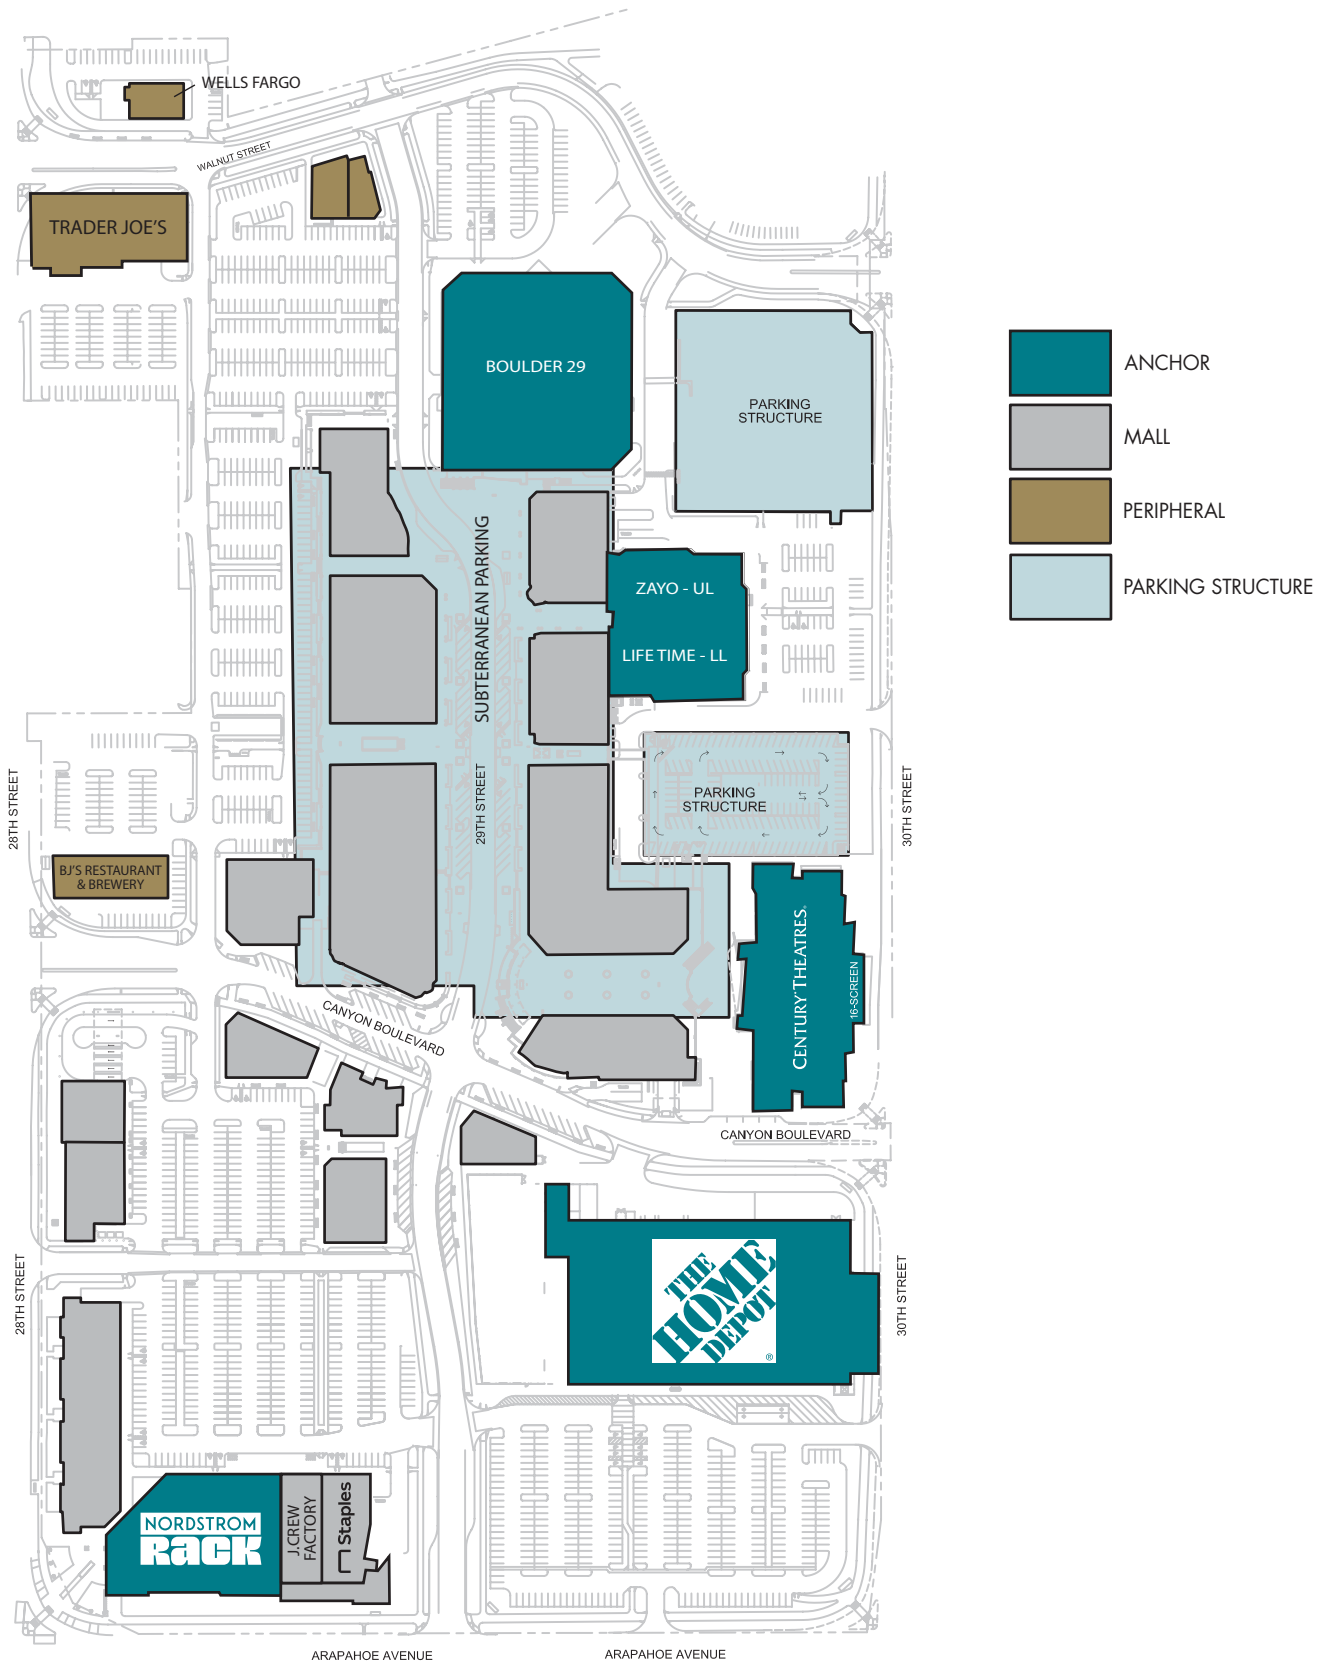 WELLS FARGO
WALNUT STREET
TRADER JOE'S
BOULDER 29
PARKING
STRUCTURE
ANCHOR
MALL
PERIPHERAL
PARKING STRUCTURE
SUBTERRANEAN PARKING
ZAYO - UL
LIFE TIME - LL
28TH STREET
29TH STREET
PARKING
STRUCTURE
30TH STREET
BJ'S RESTAURANT
& BREWERY
CENTURY THEATRES®
16-SCREEN
CANYON BOULEVARD
CANYON BOULEVARD
28TH STREET
THE
HOME
DEPOT
®
30TH STREET
NORDSTROM
RACK
J.CREW
FACTORY
Staples
ARAPAHOE AVENUE
ARAPAHOE AVENUE